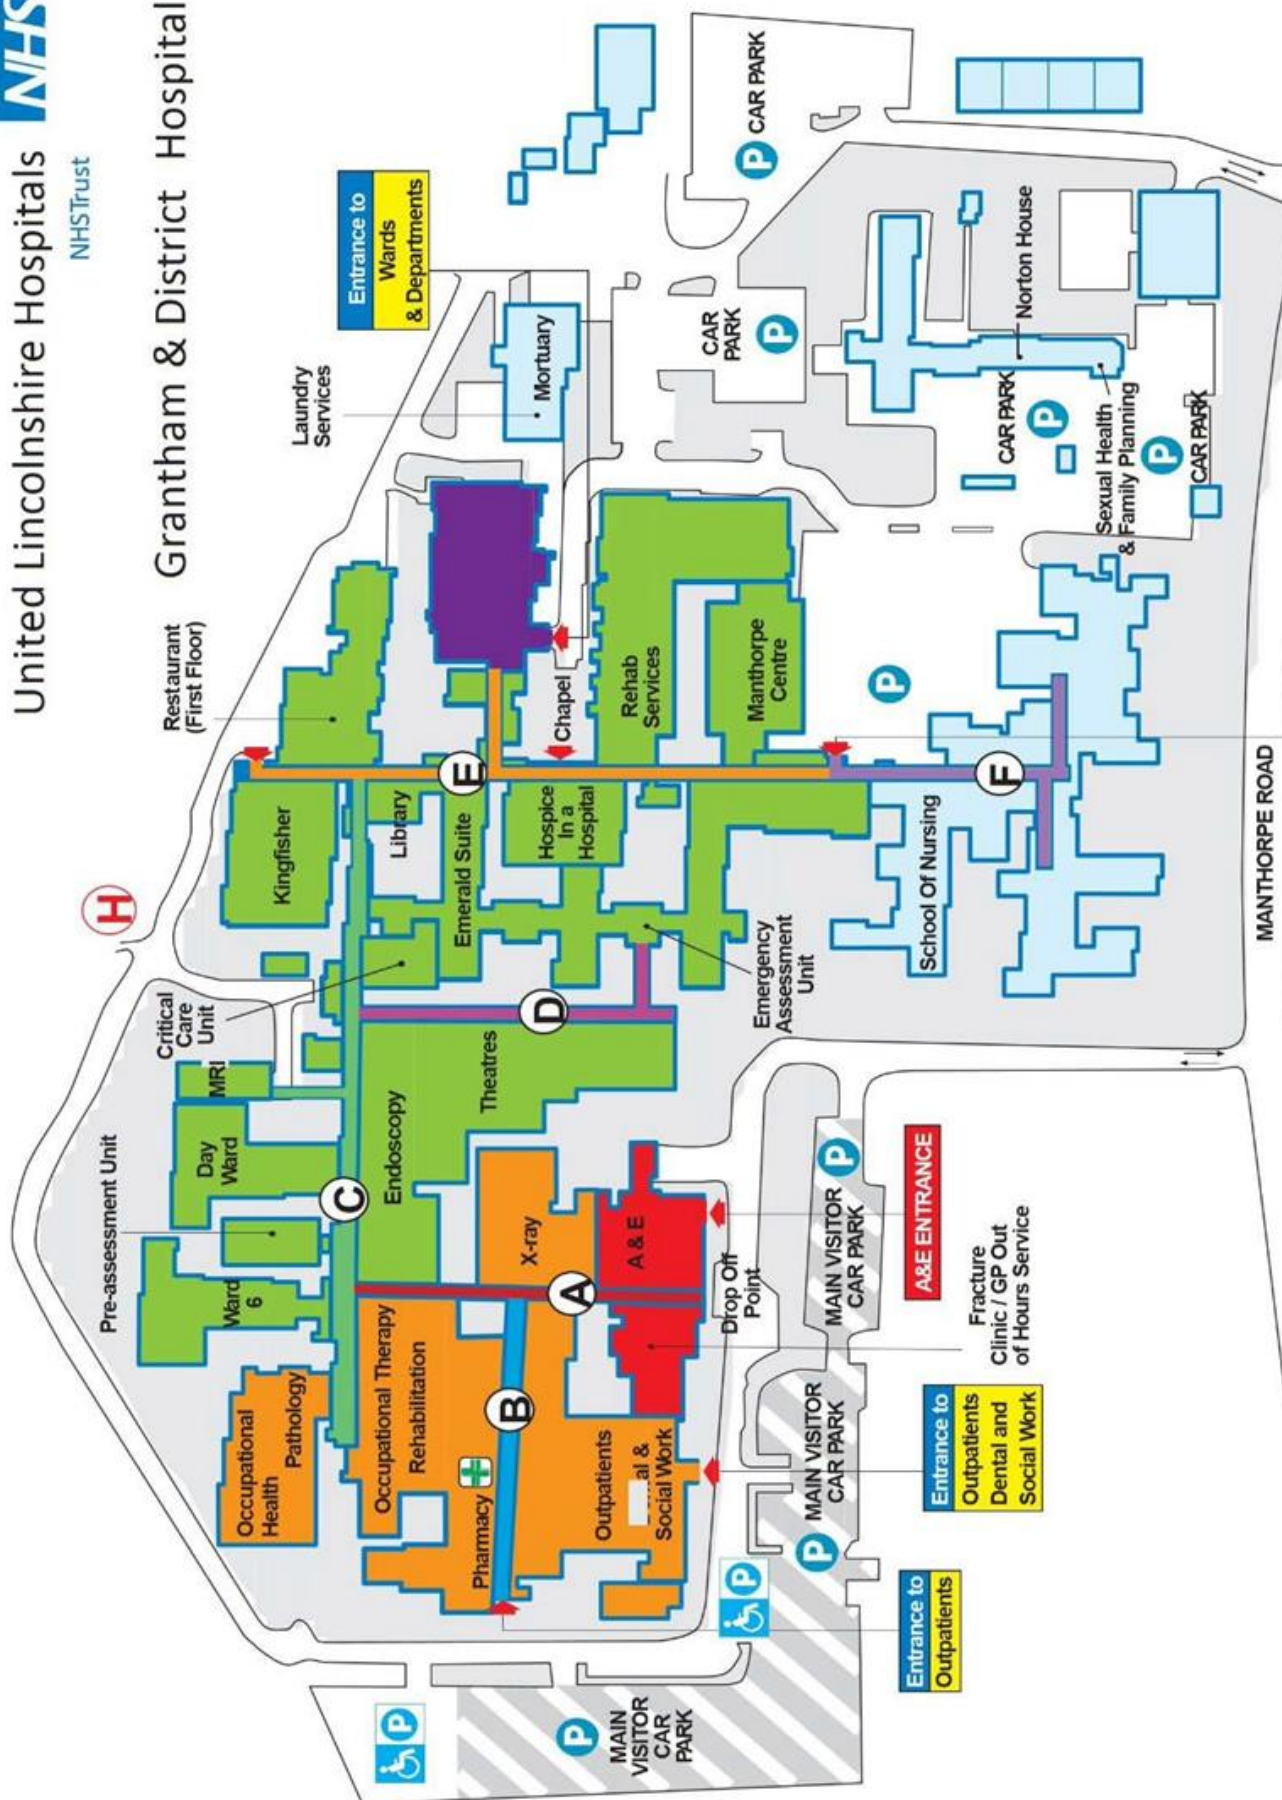 United Lincolnshire Hospitals
NHS
NHSTrust
Grantham & District Hospital
Entrance to
Wards
& Departments
Laundry
Services
Mortuary
Restaurant
(First Floor)
H
Kingfisher
Library
Emerald Suite
E
Chapel
Hospice
In a
Hospital
Rehab
Services
Manthorpe
Centre
CAR PARK
P
CAR
PARK
P
Norton House
CAR PARK
P
Sexual Health
& Family Planning
P
CAR PARK
P
F
School Of Nursing
MANTHORPE ROAD
Critical
Care
Unit
MRI
Day
Ward
Pre-assessment Unit
Ward
6
C
Endoscopy
Theatres
D
Emergency
Assessment
Unit
X-ray
A & E
A
Occupational
Health
Pathology
Occupational Therapy
Rehabilitation
B
Pharmacy
Outpatients
al &
Social Work
Drop Off
Point
MAIN VISITOR
CAR PARK
P
A&E ENTRANCE
Fracture
Clinic / GP Out
of Hours Service
MAIN VISITOR
CAR PARK
P
Entrance to
Outpatients
Dental and
Social Work
P
Entrance to
Outpatients
P
P
MAIN
VISITOR
CAR
PARK